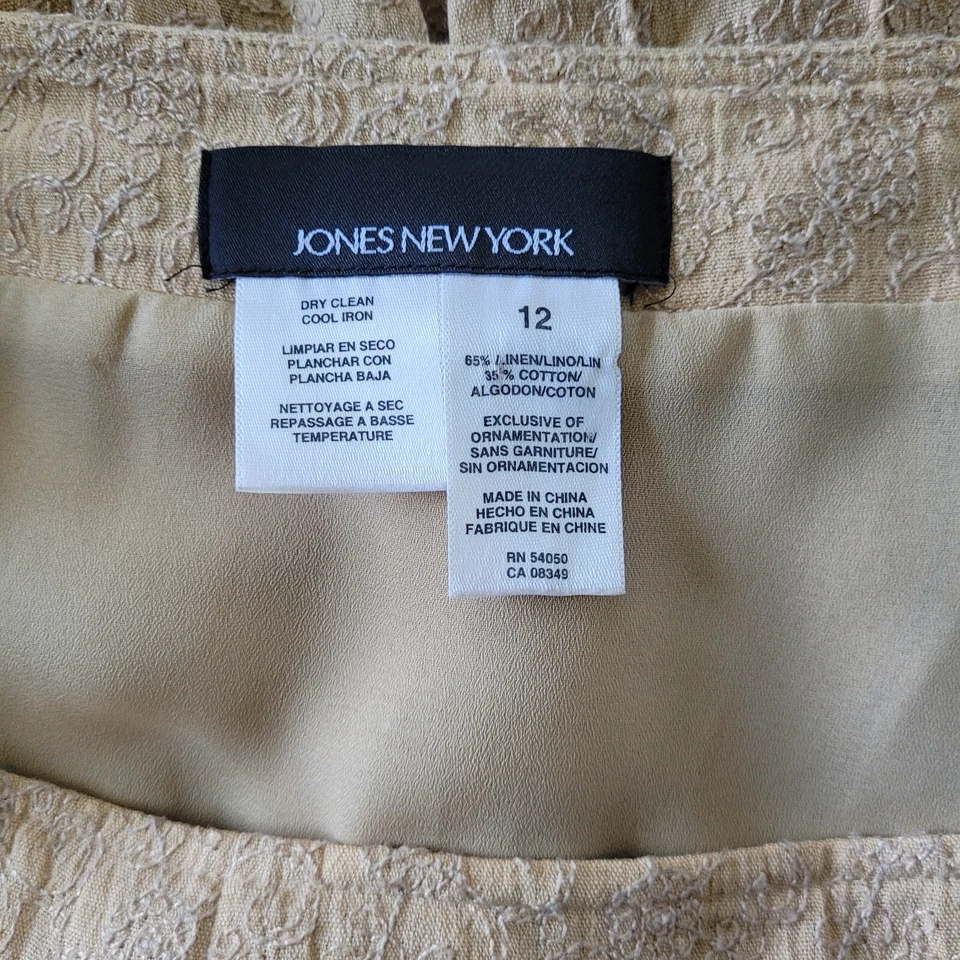 JONES NEW YORK
DRY CLEAN
COOL IRON
LIMPIAR EN SECO
PLANCHAR CON
PLANCHA BAJA
NETTOYAGE A SEC
REPASSAGE A BASSE
TEMPERATURE
12
65% LINEN/LINO/LIN
35% COTTON/
ALGODON/COTON
EXCLUSIVE OF
ORNAMENTATION/
SANS GARNITURE/
SIN ORNAMENTACION
MADE IN CHINA
HECHO EN CHINA
FABRIQUE EN CHINE
RN 54050
CA 08349